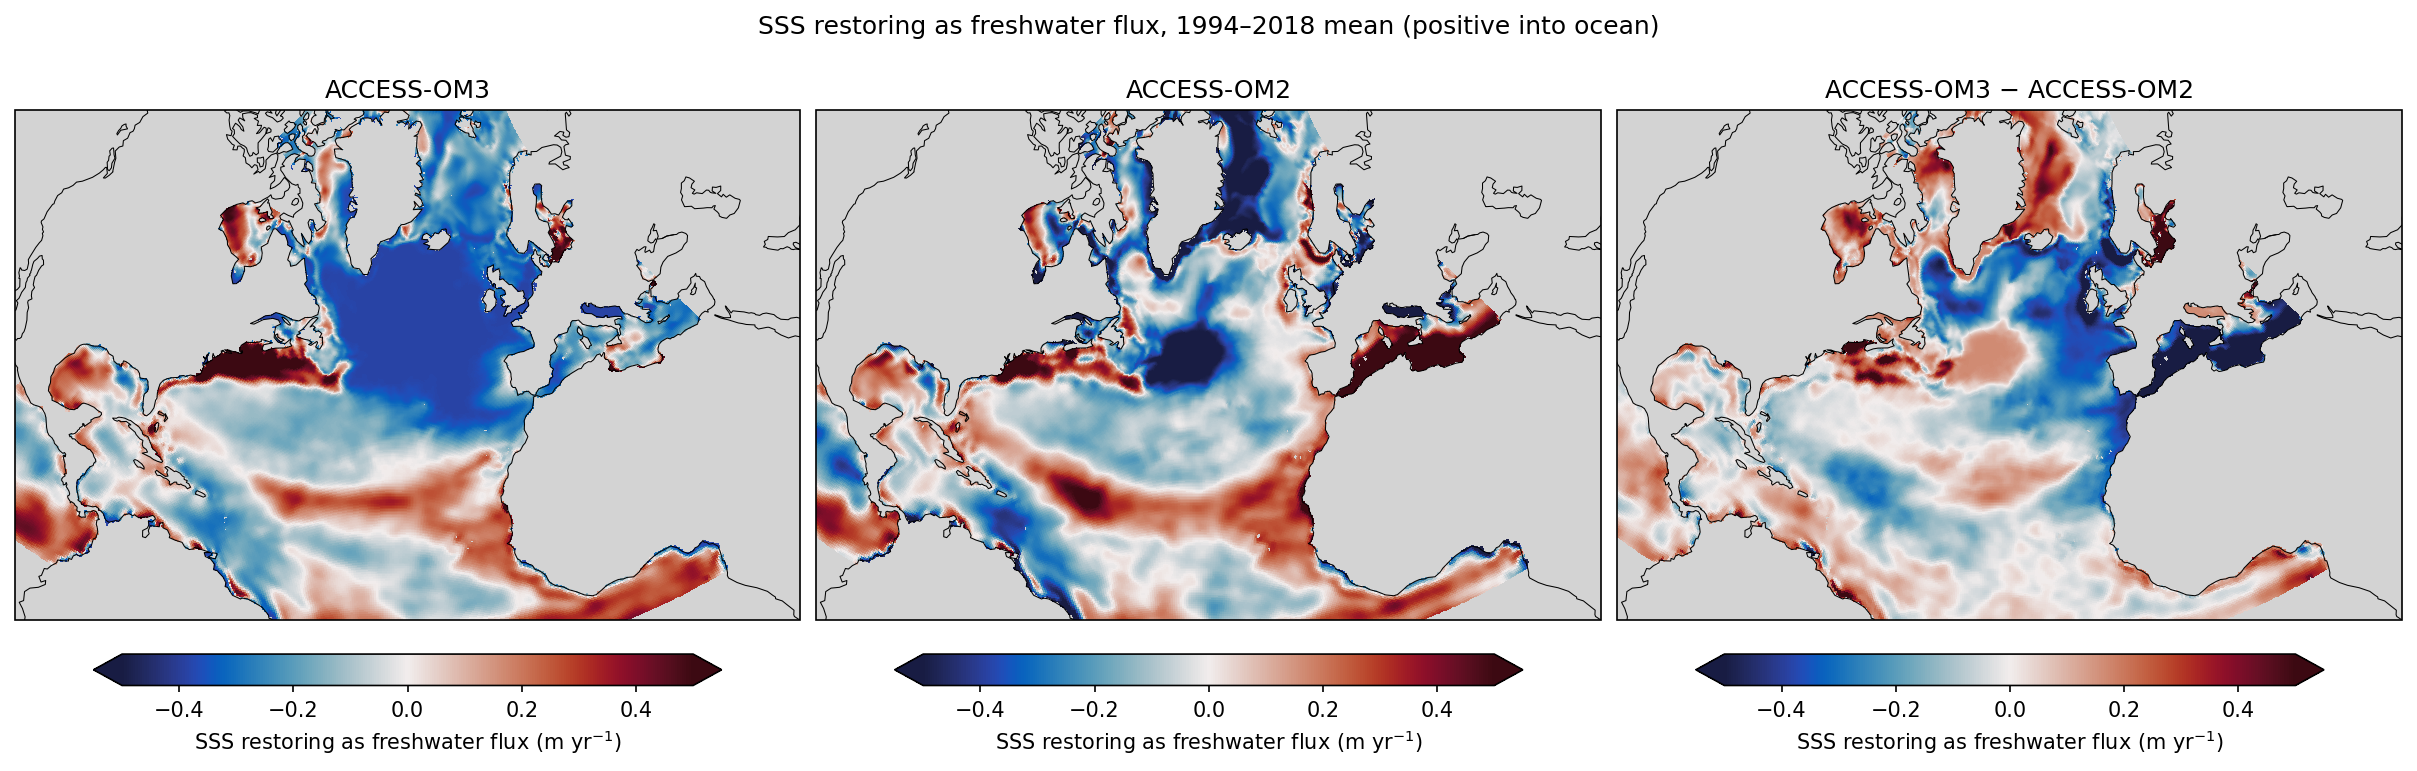 SSS restoring as freshwater flux, 1994–2018 mean (positive into ocean)
ACCESS-OM3
ACCESS-OM2
ACCESS-OM3 − ACCESS-OM2
−0.4 −0.2 0.0 0.2 0.4
SSS restoring as freshwater flux (m yr⁻¹)
−0.4 −0.2 0.0 0.2 0.4
SSS restoring as freshwater flux (m yr⁻¹)
−0.4 −0.2 0.0 0.2 0.4
SSS restoring as freshwater flux (m yr⁻¹)